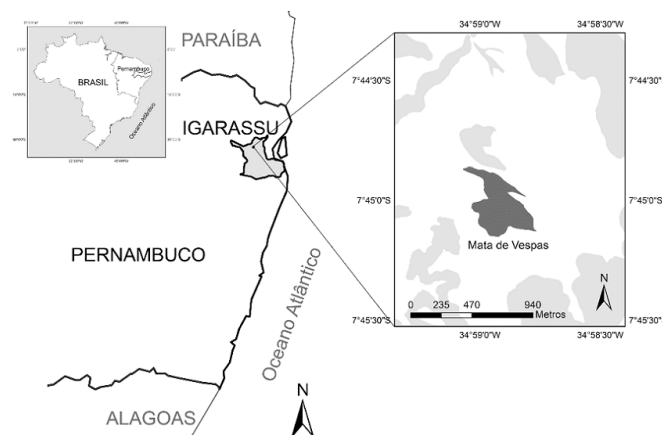 BRASIL
Pernambuco
Oceano Atlântico
PARAÍBA
IGARASSU
PERNAMBUCO
ALAGOAS
Oceano Atlântico
N
34°59'0"W
34°58'30"W
7°44'30"S
7°44'30"S
7°45'0"S
7°45'0"S
Mata de Vespas
N
0 235 470 940
Metros
7°45'30"S
7°45'30"S
34°59'0"W
34°58'30"W